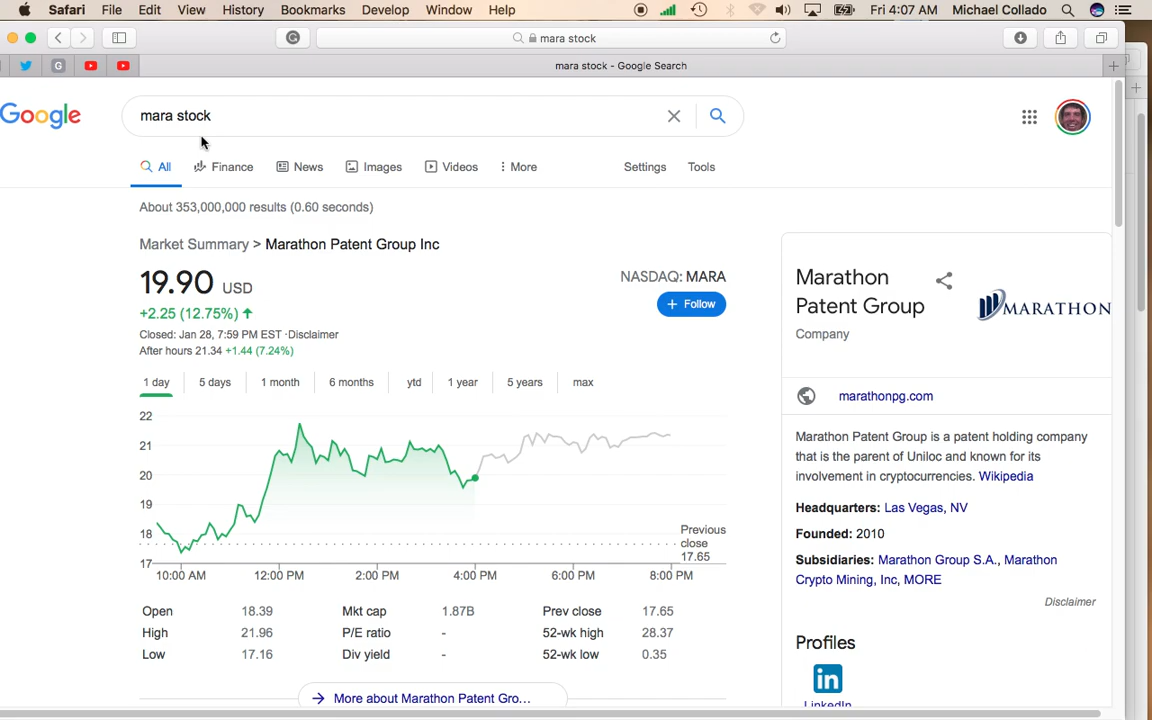 Safari File Edit View History Bookmarks Develop Window Help Fri 4:07 AM Michael Collado
mara stock
G mara stock - Google Search
Google
mara stock
All Finance News Images Videos More Settings Tools
About 353,000,000 results (0.60 seconds)
Market Summary > Marathon Patent Group Inc
19.90 USD
NASDAQ: MARA
+ Follow
+2.25 (12.75%) ↑
Closed: Jan 28, 7:59 PM EST ·Disclaimer
After hours 21.34 +1.44 (7.24%)
1 day 5 days 1 month 6 months ytd 1 year 5 years max
22
21
20
19
18
17
Previous
close
17.65
10:00 AM 12:00 PM 2:00 PM 4:00 PM 6:00 PM 8:00 PM
Open 18.39 Mkt cap 1.87B Prev close 17.65
High 21.96 P/E ratio - 52-wk high 28.37
Low 17.16 Div yield - 52-wk low 0.35
→ More about Marathon Patent Gro...
Marathon
Patent Group
Company
MARATHON
marathonpg.com
Marathon Patent Group is a patent holding company
that is the parent of Uniloc and known for its
involvement in cryptocurrencies. Wikipedia
Headquarters: Las Vegas, NV
Founded: 2010
Subsidiaries: Marathon Group S.A., Marathon
Crypto Mining, Inc, MORE
Disclaimer
Profiles
in
LinkedIn